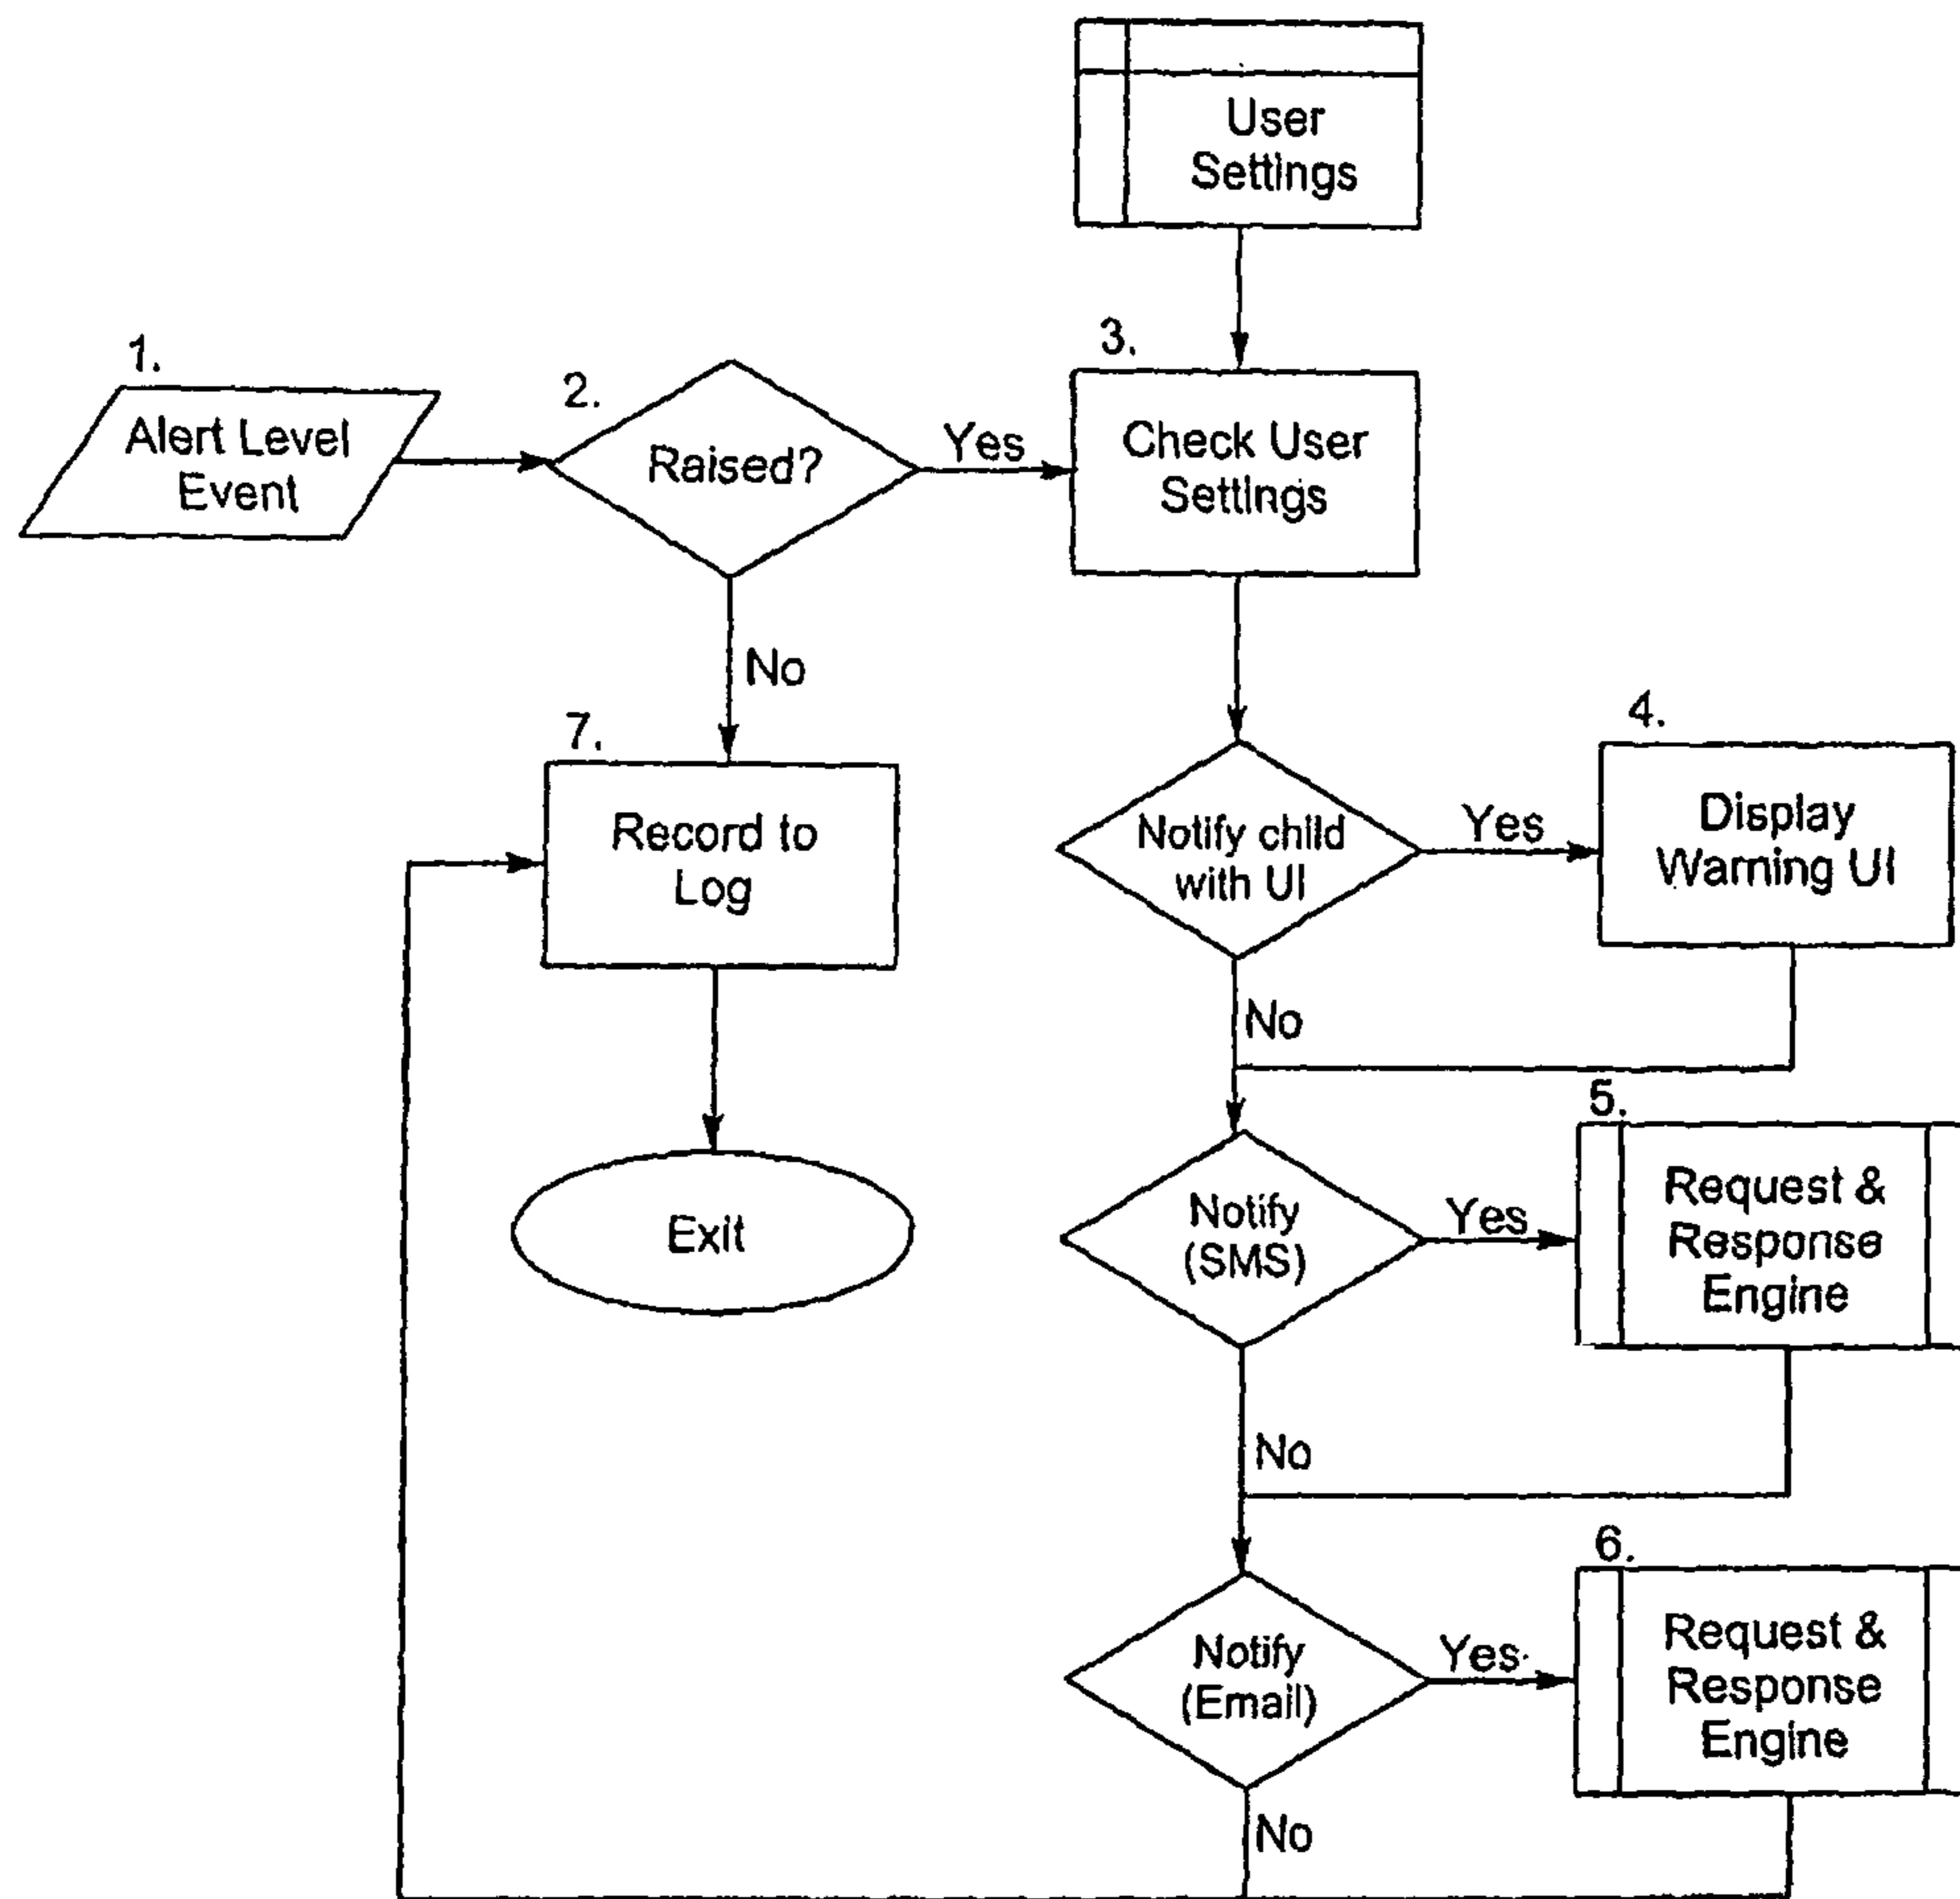 User
Settings
1.
Alert Level
Event
2.
Raised?
Yes
3.
Check User
Settings
No
7.
Record to
Log
Exit
Notify child
with UI
Yes
4.
Display
Warning UI
No
Notify
(SMS)
Yes
5.
Request &
Response
Engine
No
Notify
(Email)
Yes
6.
Request &
Response
Engine
No